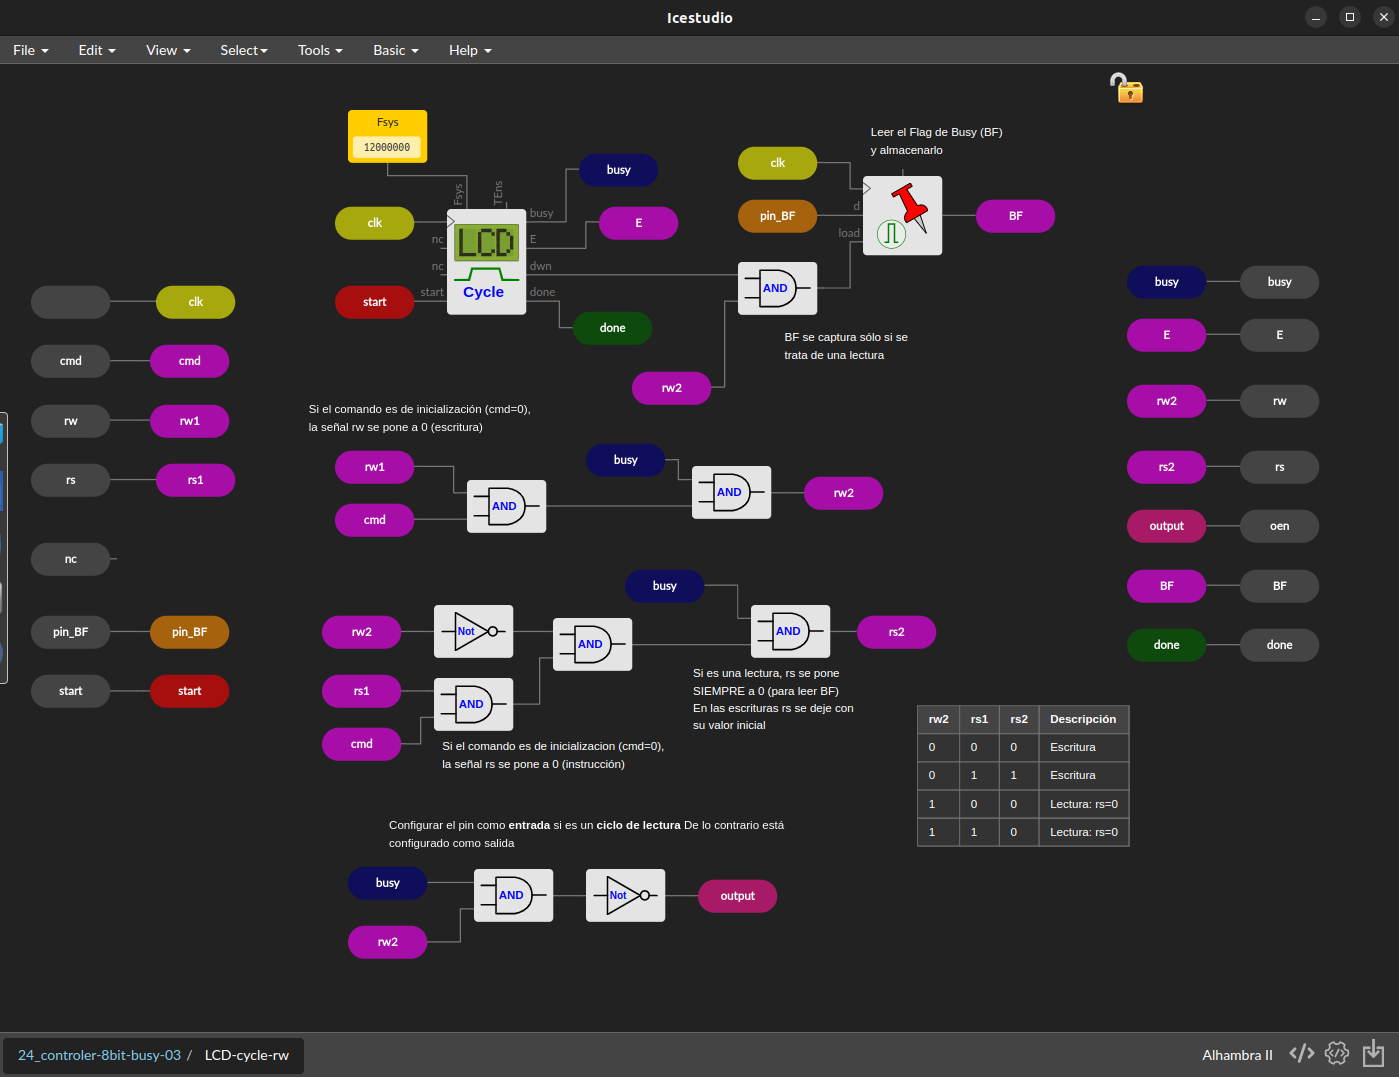 Icestudio
File Edit View Select Tools Basic Help
Fsys
12000000
Leer el Flag de Busy (BF)
y almacenarlo
clk
busy
Fsys
TEns
busy
clk
E
nc
E
nc
dwn
start
start
done
LCD
Cycle
done
pin_BF
d
load
BF
AND
BF se captura sólo si se
trata de una lectura
rw2
clk
cmd
cmd
rw
rw1
rs
rs1
nc
pin_BF
pin_BF
start
start
Si el comando es de inicialización (cmd=0),
la señal rw se pone a 0 (escritura)
rw1
cmd
AND
busy
AND
rw2
busy
rw2
Not
AND
AND
rs2
rs1
cmd
AND
Si es una lectura, rs se pone
SIEMPRE a 0 (para leer BF)
En las escrituras rs se deje con
su valor inicial
Si el comando es de inicializacion (cmd=0),
la señal rs se pone a 0 (instrucción)
Configurar el pin como entrada si es un ciclo de lectura De lo contrario está
configurado como salida
busy
rw2
AND
Not
output
busy
busy
E
E
rw2
rw
rs2
rs
output
oen
BF
BF
done
done
rw2 rs1 rs2 Descripción
0 0 0 Escritura
0 1 1 Escritura
1 0 0 Lectura: rs=0
1 1 0 Lectura: rs=0
24_controler-8bit-busy-03 / LCD-cycle-rw
Alhambra II